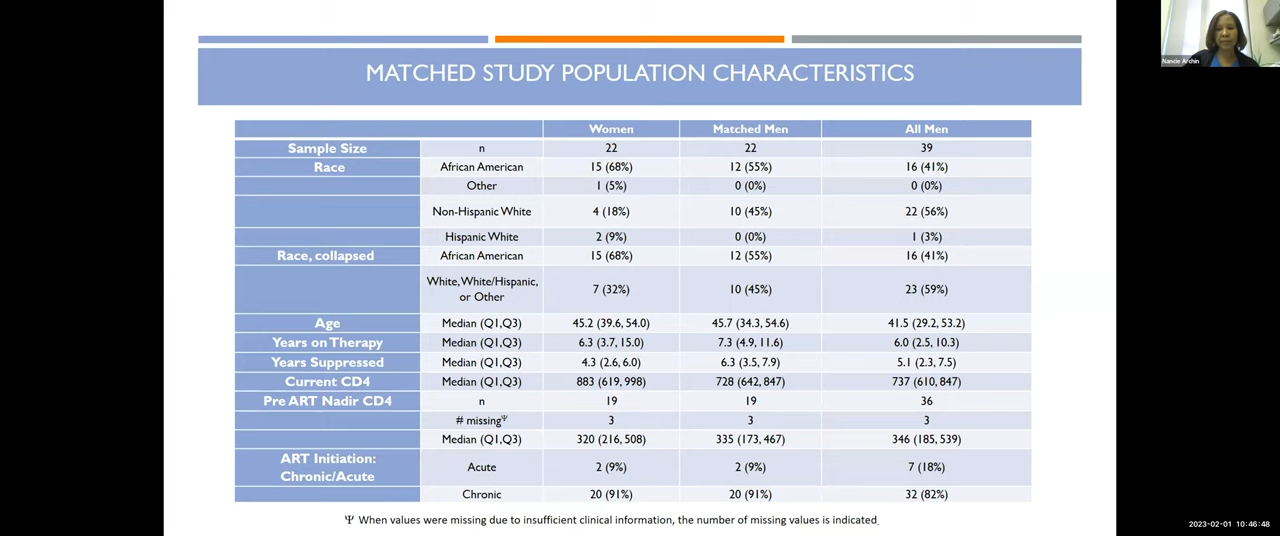 MATCHED STUDY POPULATION CHARACTERISTICS
Nancie Archin
Women Matched Men All Men
Sample Size n 22 22 39
Race African American 15 (68%) 12 (55%) 16 (41%)
Other 1 (5%) 0 (0%) 0 (0%)
Non-Hispanic White 4 (18%) 10 (45%) 22 (56%)
Hispanic White 2 (9%) 0 (0%) 1 (3%)
Race, collapsed African American 15 (68%) 12 (55%) 16 (41%)
White, White/Hispanic,
or Other 7 (32%) 10 (45%) 23 (59%)
Age Median (Q1,Q3) 45.2 (39.6, 54.0) 45.7 (34.3, 54.6) 41.5 (29.2, 53.2)
Years on Therapy Median (Q1,Q3) 6.3 (3.7, 15.0) 7.3 (4.9, 11.6) 6.0 (2.5, 10.3)
Years Suppressed Median (Q1,Q3) 4.3 (2.6, 6.0) 6.3 (3.5, 7.9) 5.1 (2.3, 7.5)
Current CD4 Median (Q1,Q3) 883 (619, 998) 728 (642, 847) 737 (610, 847)
Pre ART Nadir CD4 n 19 19 36
# missingΨ 3 3 3
Median (Q1,Q3) 320 (216, 508) 335 (173, 467) 346 (185, 539)
ART Initiation:
Chronic/Acute Acute 2 (9%) 2 (9%) 7 (18%)
Chronic 20 (91%) 20 (91%) 32 (82%)
Ψ When values were missing due to insufficient clinical information, the number of missing values is indicated.
2023-02-01 10:46:48